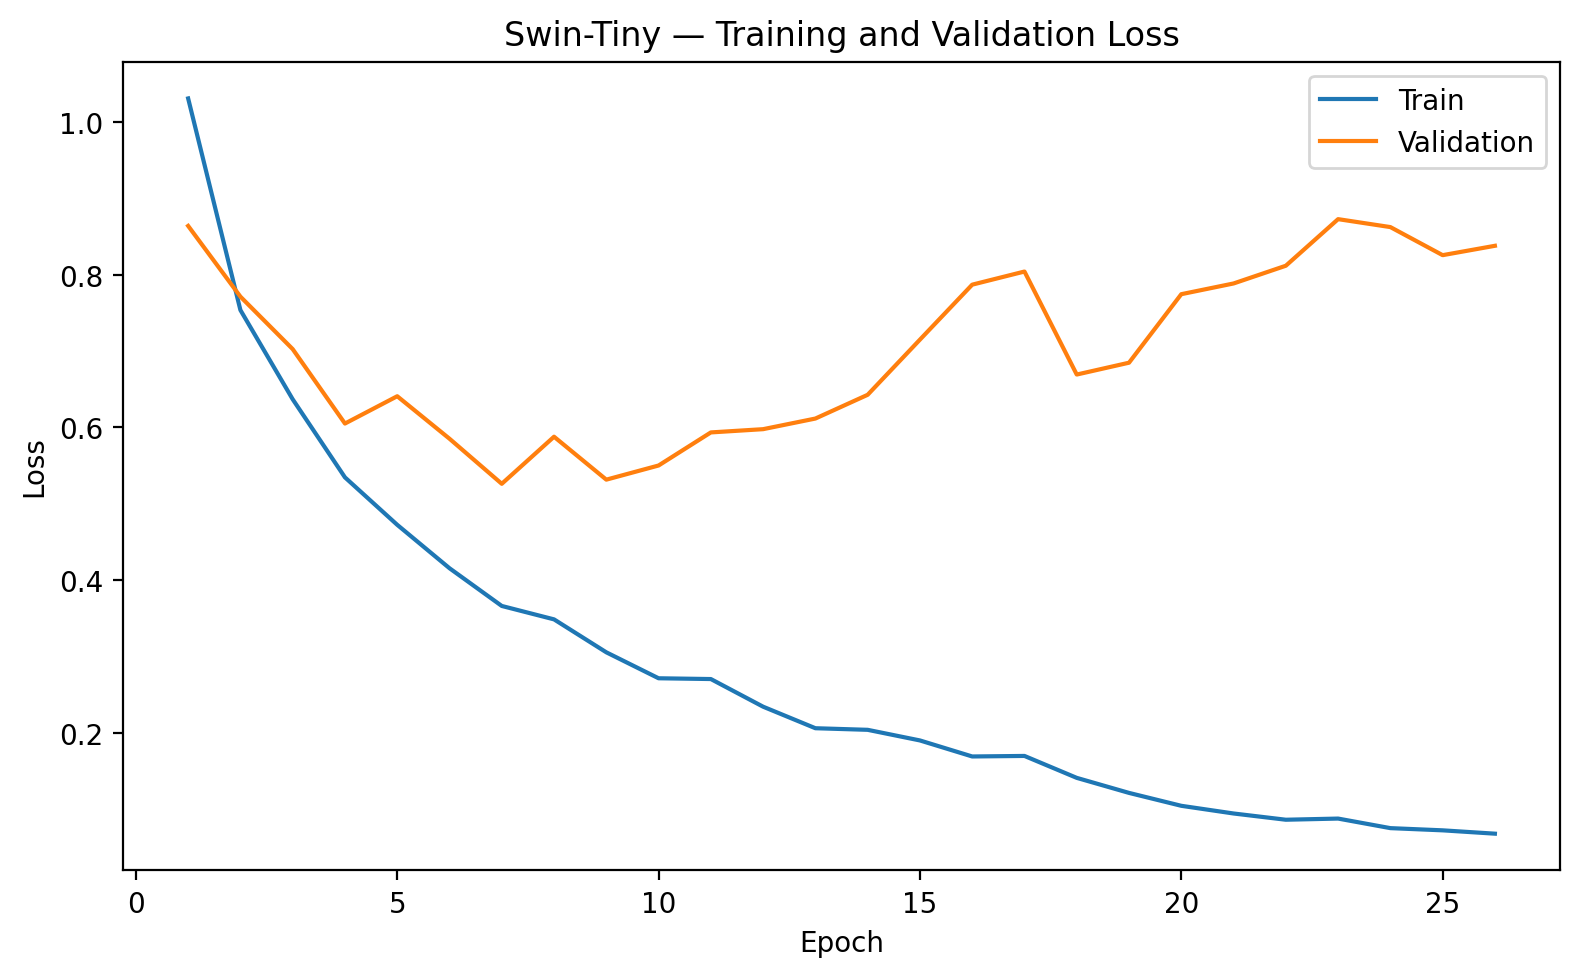 Swin-Tiny — Training and Validation Loss
Train
Validation
1.0
0.8
0.6
0.4
0.2
Loss
0 5 10 15 20 25
Epoch